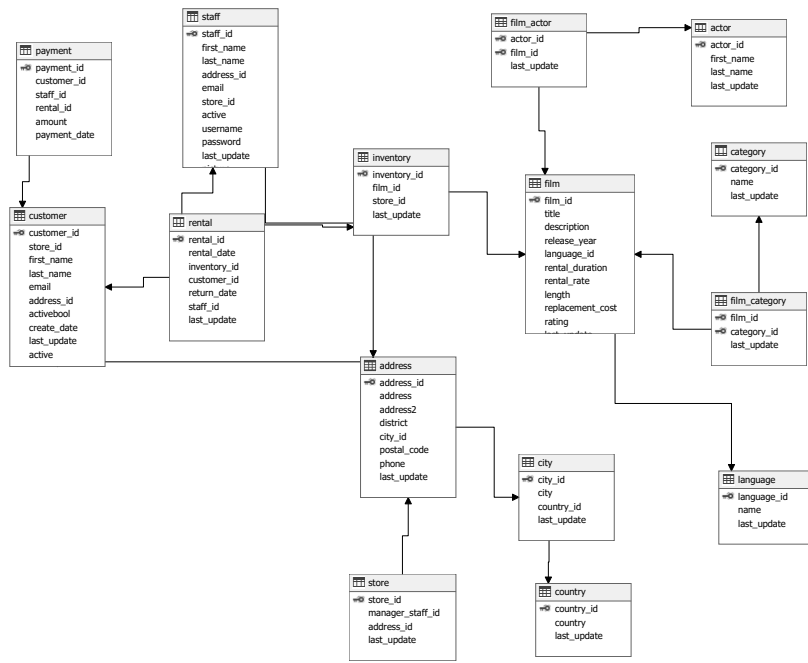 payment
payment_id
customer_id
staff_id
rental_id
amount
payment_date
staff
staff_id
first_name
last_name
address_id
email
store_id
active
username
password
last_update
film_actor
actor_id
film_id
last_update
actor
actor_id
first_name
last_name
last_update
inventory
inventory_id
film_id
store_id
last_update
category
category_id
name
last_update
customer
customer_id
store_id
first_name
last_name
email
address_id
activebool
create_date
last_update
active
rental
rental_id
rental_date
inventory_id
customer_id
return_date
staff_id
last_update
film
film_id
title
description
release_year
language_id
rental_duration
rental_rate
length
replacement_cost
rating
film_category
film_id
category_id
last_update
address
address_id
address
address2
district
city_id
postal_code
phone
last_update
city
city_id
city
country_id
last_update
language
language_id
name
last_update
store
store_id
manager_staff_id
address_id
last_update
country
country_id
country
last_update